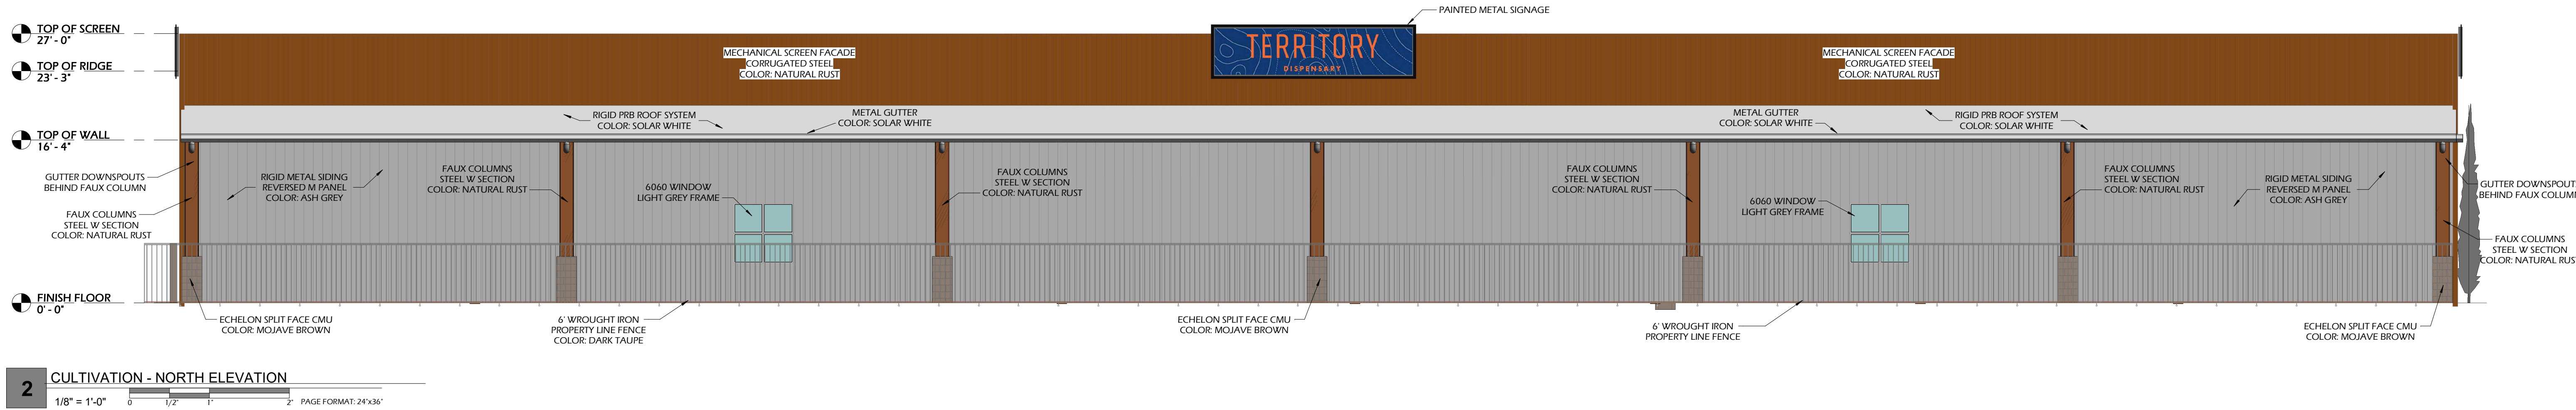 PAINTED METAL SIGNAGE
TOP OF SCREEN
27' - 0"
TOP OF RIDGE
23' - 3"
TOP OF WALL
16' - 4"
FINISH FLOOR
0' - 0"
MECHANICAL SCREEN FACADE
CORRUGATED STEEL
COLOR: NATURAL RUST
TERRITORY
DISPENSARY
MECHANICAL SCREEN FACADE
CORRUGATED STEEL
COLOR: NATURAL RUST
RIGID PRB ROOF SYSTEM
COLOR: SOLAR WHITE
METAL GUTTER
COLOR: SOLAR WHITE
METAL GUTTER
COLOR: SOLAR WHITE
RIGID PRB ROOF SYSTEM
COLOR: SOLAR WHITE
GUTTER DOWNSPOUTS
BEHIND FAUX COLUMN
FAUX COLUMNS
STEEL W SECTION
COLOR: NATURAL RUST
RIGID METAL SIDING
REVERSED M PANEL
COLOR: ASH GREY
FAUX COLUMNS
STEEL W SECTION
COLOR: NATURAL RUST
6060 WINDOW
LIGHT GREY FRAME
FAUX COLUMNS
STEEL W SECTION
COLOR: NATURAL RUST
FAUX COLUMNS
STEEL W SECTION
COLOR: NATURAL RUST
6060 WINDOW
LIGHT GREY FRAME
FAUX COLUMNS
STEEL W SECTION
COLOR: NATURAL RUST
RIGID METAL SIDING
REVERSED M PANEL
COLOR: ASH GREY
GUTTER DOWNSPOUTS
BEHIND FAUX COLUMN
FAUX COLUMNS
STEEL W SECTION
COLOR: NATURAL RUST
ECHELON SPLIT FACE CMU
COLOR: MOJAVE BROWN
6' WROUGHT IRON
PROPERTY LINE FENCE
COLOR: DARK TAUPE
ECHELON SPLIT FACE CMU
COLOR: MOJAVE BROWN
6' WROUGHT IRON
PROPERTY LINE FENCE
ECHELON SPLIT FACE CMU
COLOR: MOJAVE BROWN
2
CULTIVATION - NORTH ELEVATION
1/8" = 1'-0"
0 1/2" 1" 2"
PAGE FORMAT: 24"x36"